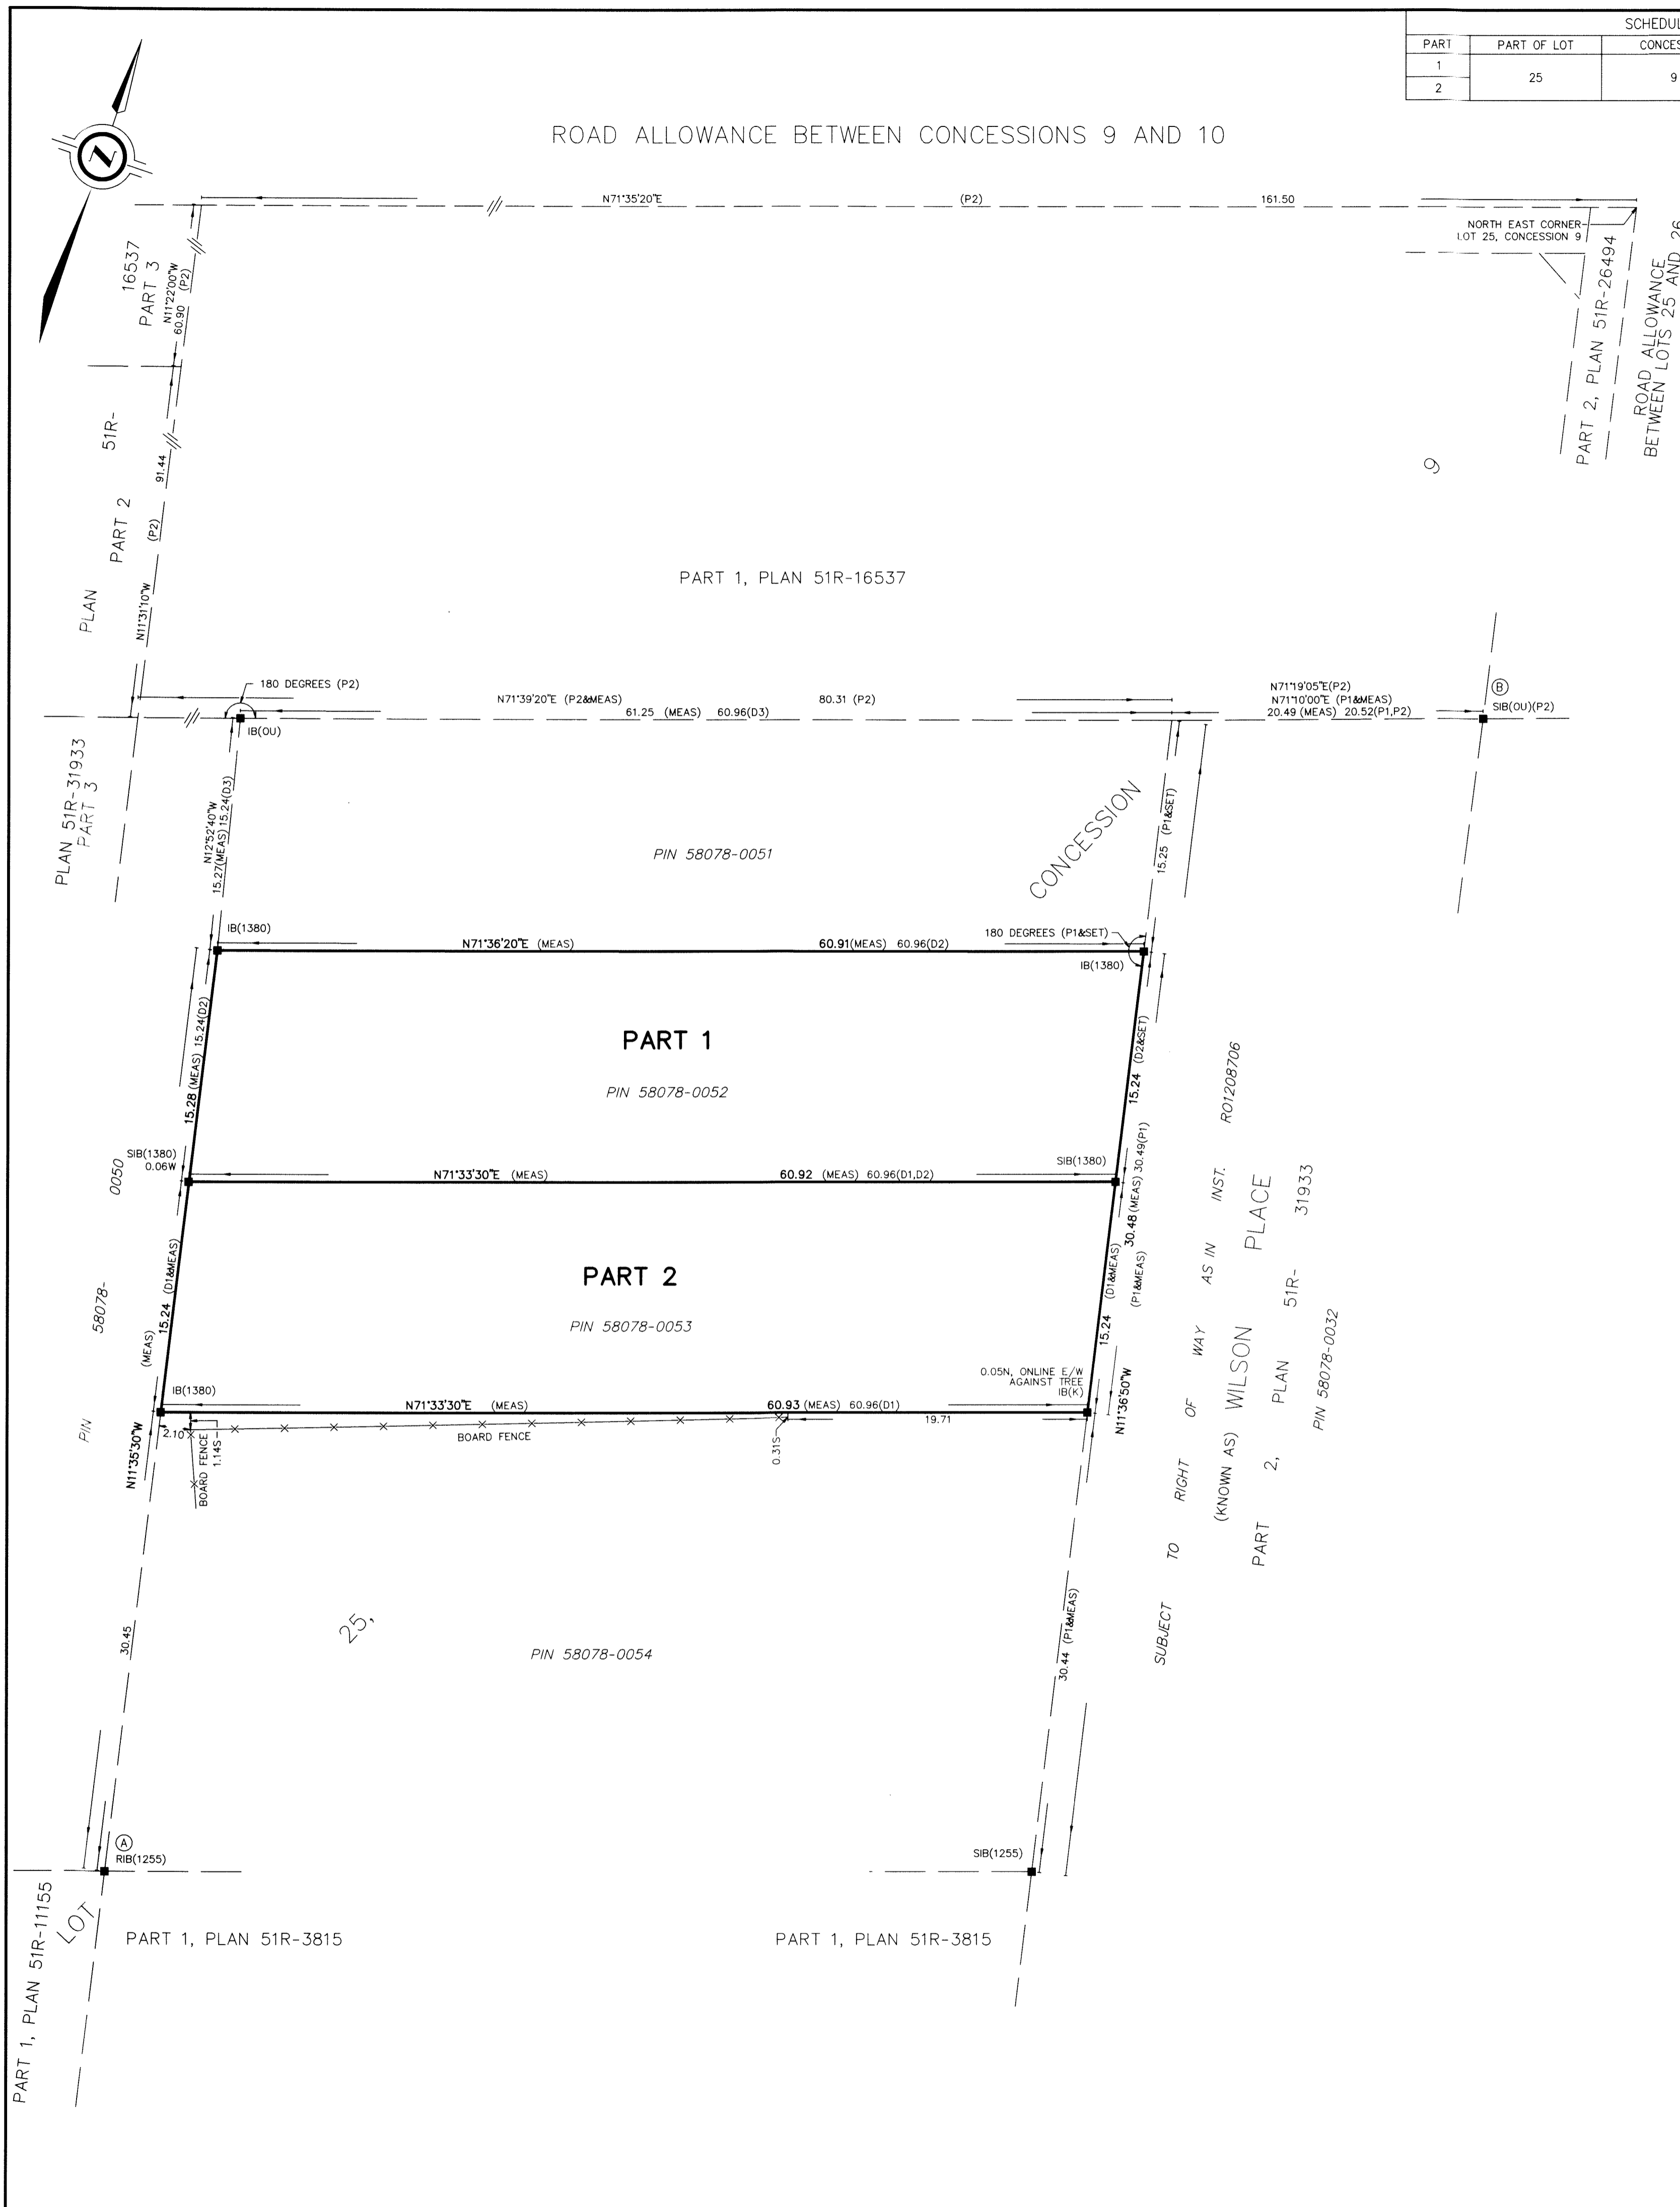 SCHEDUL
PART PART OF LOT CONCES
1
25 9
2
ROAD ALLOWANCE BETWEEN CONCESSIONS 9 AND 10
N
N71°35'20"E (P2) 161.50
NORTH EAST CORNER
LOT 25, CONCESSION 9
PART 2, PLAN 51R-26494
ROAD ALLOWANCE
BETWEEN LOTS 25 AND 26
16537
PART 3
N11°22'00"W
60.90 (P2)
PLAN 51R-
PART 2
N11°31'10"W (P2) 91.44
9
PART 1, PLAN 51R-16537
180 DEGREES (P2)
N71°39'20"E (P2&MEAS) 80.31 (P2)
61.25 (MEAS) 60.96(D3)
N71°19'05"E(P2)
N71°10'00"E (P1&MEAS)
20.49 (MEAS) 20.52(P1,P2)
B
SIB(OU)(P2)
IB(OU)
PLAN 51R-31933
PART 3
N12°52'40"W
15.27(MEAS) 15.24(D3)
PIN 58078-0051
CONCESSION
15.25 (P1&SET)
IB(1380)
N71°36'20"E (MEAS) 60.91(MEAS) 60.96(D2)
180 DEGREES (P1&SET)
IB(1380)
15.28 (MEAS) 15.24(D2)
PART 1
PIN 58078-0052
15.24 (D2&SET)
SIB(1380)
0.06W
N71°33'30"E (MEAS) 60.92 (MEAS) 60.96(D1,D2)
SIB(1380)
30.48 (MEAS) 30.49(P1)
(P1&MEAS)
PIN 58078- 0050
15.24 (D1&MEAS)
(MEAS)
PART 2
PIN 58078-0053
15.24 (D1&MEAS)
0.05N, ONLINE E/W
AGAINST TREE
IB(K)
IB(1380)
N71°33'30"E (MEAS) 60.93 (MEAS) 60.96(D1)
N11°35'30"W
N11°36'50"W
2.10
BOARD FENCE
1.14S
BOARD FENCE
0.31S
19.71
SUBJECT TO RIGHT OF WAY AS IN INST. RO1208706
(KNOWN AS) WILSON PLACE
PART 2, PLAN 51R- 31933
PIN 58078-0032
30.45
25,
PIN 58078-0054
30.44 (P1&MEAS)
A
RIB(1255)
SIB(1255)
PART 1, PLAN 51R-11155
LOT
PART 1, PLAN 51R-3815
PART 1, PLAN 51R-3815